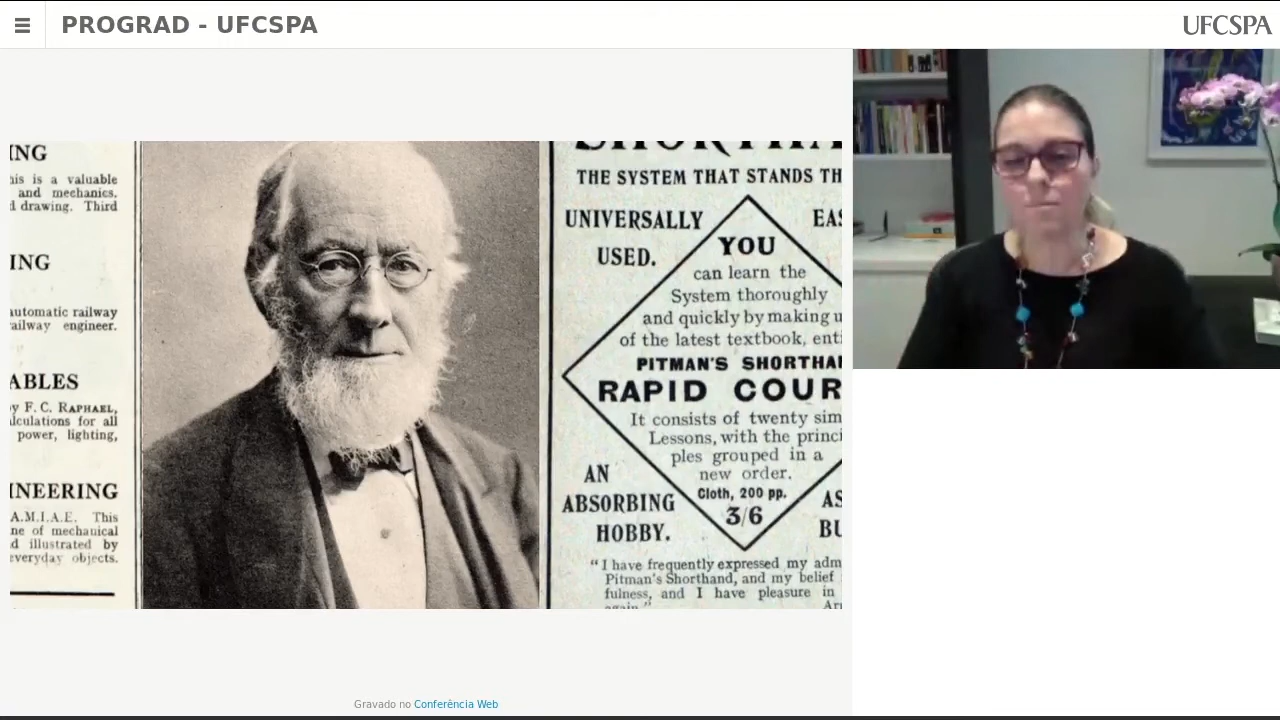 PROGRAD - UFCSPA
UFCSPA
ING
his is a valuable
and mechanics.
d drawing. Third
ING
automatic railway
railway engineer.
ABLES
by F. C. RAPHAEL,
lculations for all
power, lighting,
INEERING
A.M.I.A.E. This
ne of mechanical
d illustrated by
everyday objects.
SHORTHA
THE SYSTEM THAT STANDS TH
UNIVERSALLY
EAS
USED.
YOU
can learn the
System thoroughly
and quickly by making u
of the latest textbook, enti
PITMAN'S SHORTHAN
RAPID COUR
It consists of twenty sim
Lessons, with the princi
ples grouped in a
new order.
Cloth, 200 pp.
3/6
AN
ABSORBING
HOBBY.
AS
BU
“I have frequently expressed my adm
Pitman's Shorthand, and my belief
fulness, and I have pleasure in
again.”
Ar
Gravado no Conferência Web